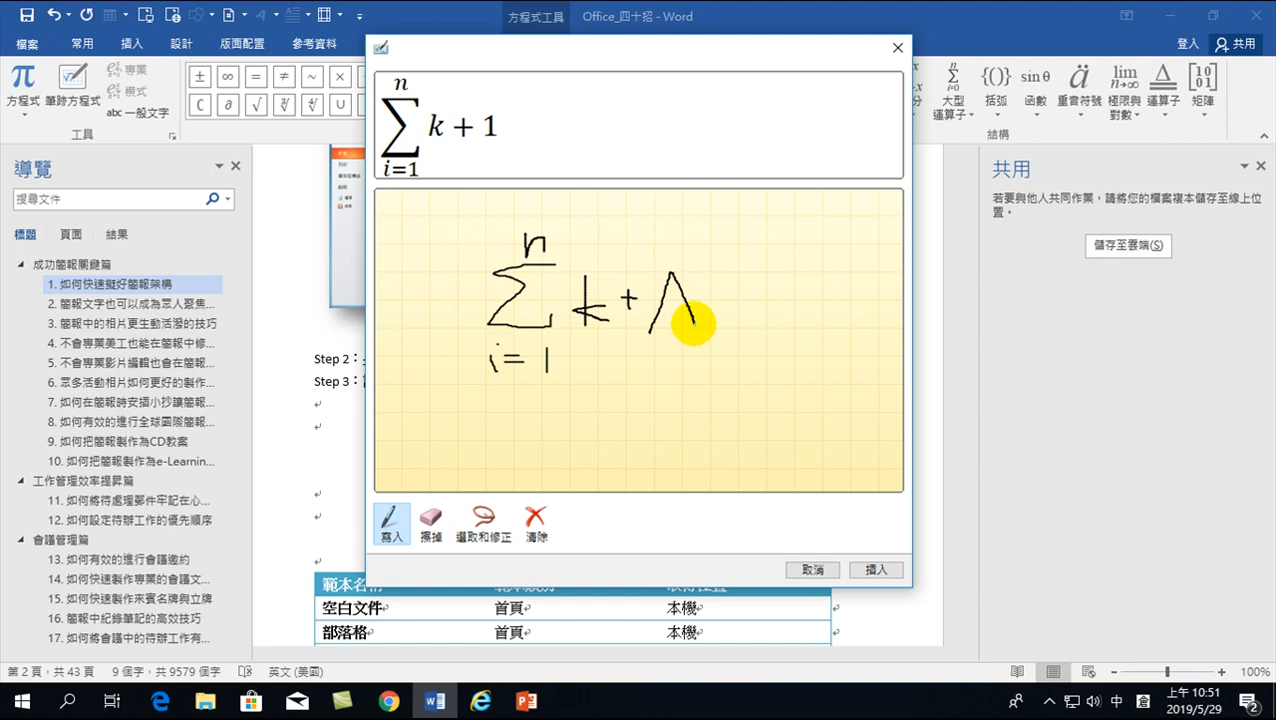 方程式工具
Office_四十招 - Word
檔案
常用
插入
設計
版面配置
參考資料
登入
共用
方程式
筆跡方程式
專業
樣式
abc 一般文字
工具
± ∞ = ≠ ~ ×
∁ ∂ √ ∛ ∜ ∪
大型
運算子
括弧
函數
重音符號
極限與
對數
運算子
矩陣
結構
n
∑ k + 1
i=1
n
∑ k +
i = 1
寫入
擦掉
選取和修正
清除
取消
插入
導覽
搜尋文件
標題
頁面
結果
成功簡報關鍵篇
1. 如何快速擬好簡報架構
2. 簡報文字也可以成為眾人聚焦...
3. 簡報中的相片更生動活潑的技巧
4. 不會專業美工也能在簡報中修...
5. 不會專業影片編輯也會在簡報...
6. 眾多活動相片如何更好的製作...
7. 如何在簡報時安插小抄讓簡報...
8. 如何有效的進行全球國際簡報...
9. 如何把簡報製作為CD教案
10. 如何把簡報製作為e-Learnin...
工作管理效率提昇篇
11. 如何將待處理郵件牢記在心...
12. 如何設定待辦工作的優先順序
會議管理篇
13. 如何有效的進行會議邀約
14. 如何快速製作專業的會議文...
15. 如何快速製作來賓名牌與立牌
16. 簡報中紀錄筆記的高效技巧
17. 如何將會議中的待辦工作有...
Step 2：
Step 3：
範本名稱
空白文件 首頁 本機
部落格 首頁 本機
共用
若要與他人共同作業，請將您的檔案複本儲存至線上位
置。
儲存至雲端(S)
第 2 頁，共 43 頁
9 個字，共 9579 個字
英文 (美國)
100%
中
倉
上午 10:51
2019/5/29
2